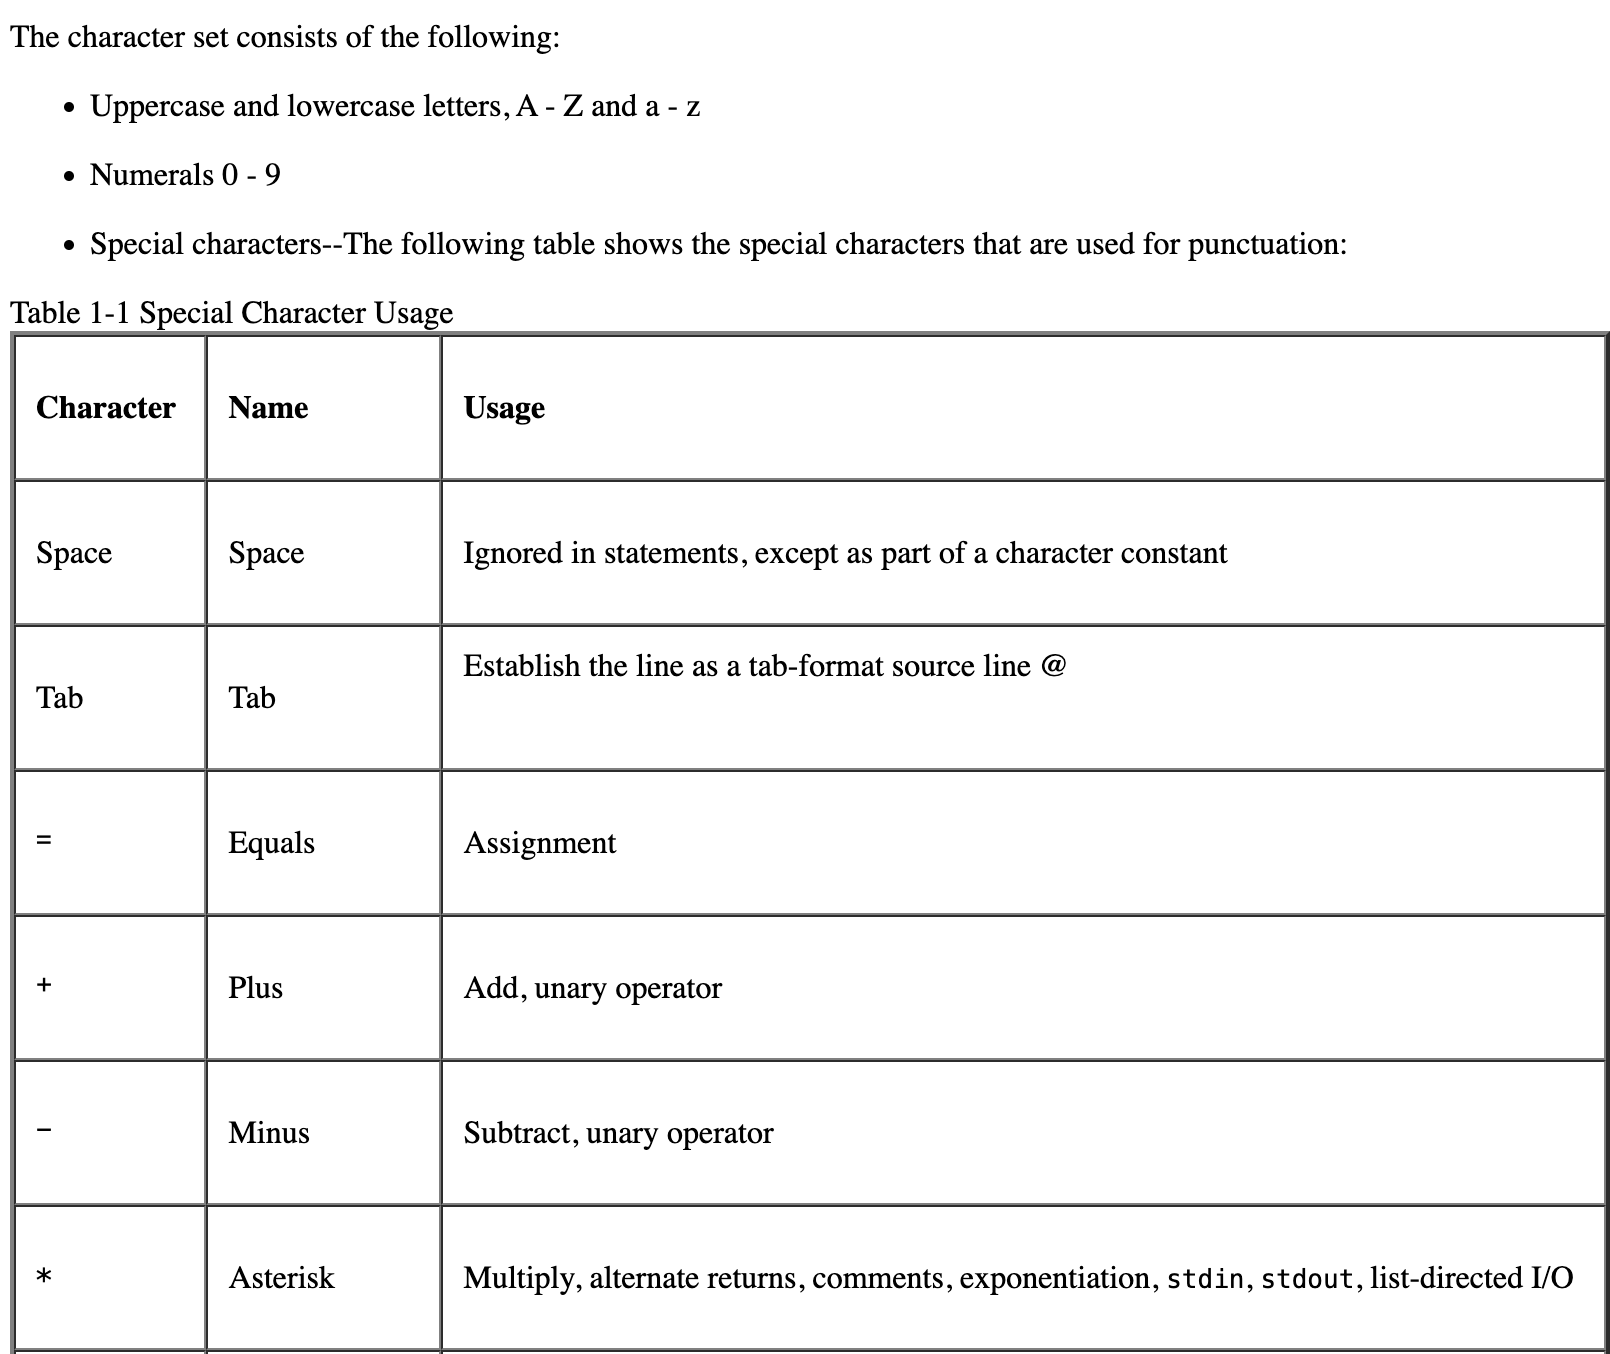 The character set consists of the following:
• Uppercase and lowercase letters, A - Z and a - z
• Numerals 0 - 9
• Special characters--The following table shows the special characters that are used for punctuation:
Table 1-1 Special Character Usage
Character Name Usage
Space Space Ignored in statements, except as part of a character constant
Tab Tab Establish the line as a tab-format source line @
= Equals Assignment
+ Plus Add, unary operator
- Minus Subtract, unary operator
* Asterisk Multiply, alternate returns, comments, exponentiation, stdin, stdout, list-directed I/O